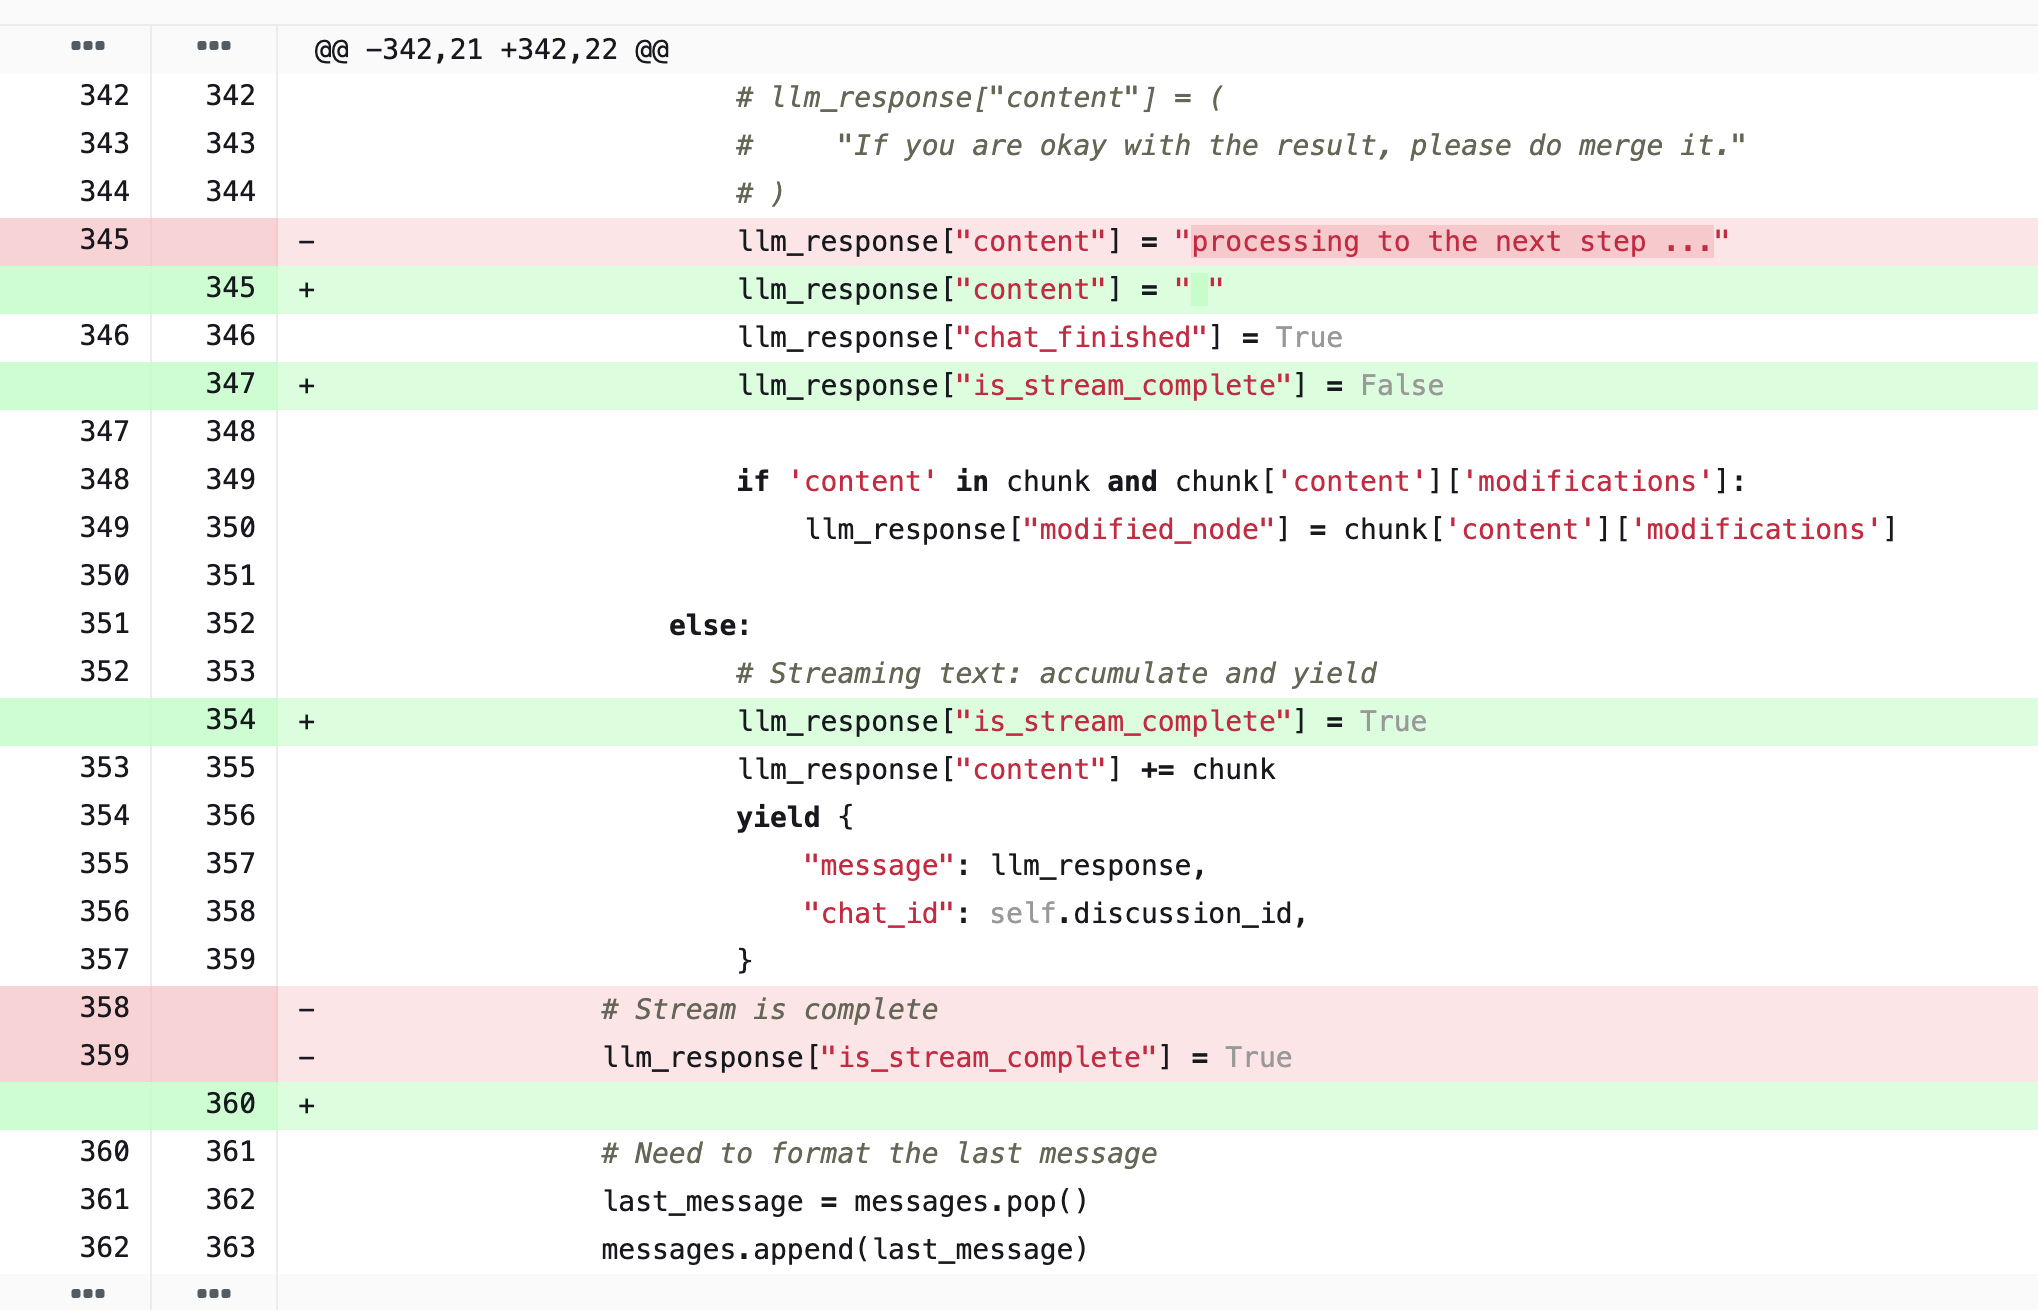 ••• ••• @@ -342,21 +342,22 @@
342 342 # llm_response["content"] = (
343 343 #     "If you are okay with the result, please do merge it."
344 344 # )
345 - llm_response["content"] = "processing to the next step ..."
345 + llm_response["content"] = " "
346 346 llm_response["chat_finished"] = True
347 + llm_response["is_stream_complete"] = False
347 348
348 349 if 'content' in chunk and chunk['content']['modifications']:
349 350 llm_response["modified_node"] = chunk['content']['modifications']
350 351
351 352 else:
352 353 # Streaming text: accumulate and yield
354 + llm_response["is_stream_complete"] = True
353 355 llm_response["content"] += chunk
354 356 yield {
355 357 "message": llm_response,
356 358 "chat_id": self.discussion_id,
357 359 }
358 - # Stream is complete
359 - llm_response["is_stream_complete"] = True
360 +
360 361 # Need to format the last message
361 362 last_message = messages.pop()
362 363 messages.append(last_message)
••• •••